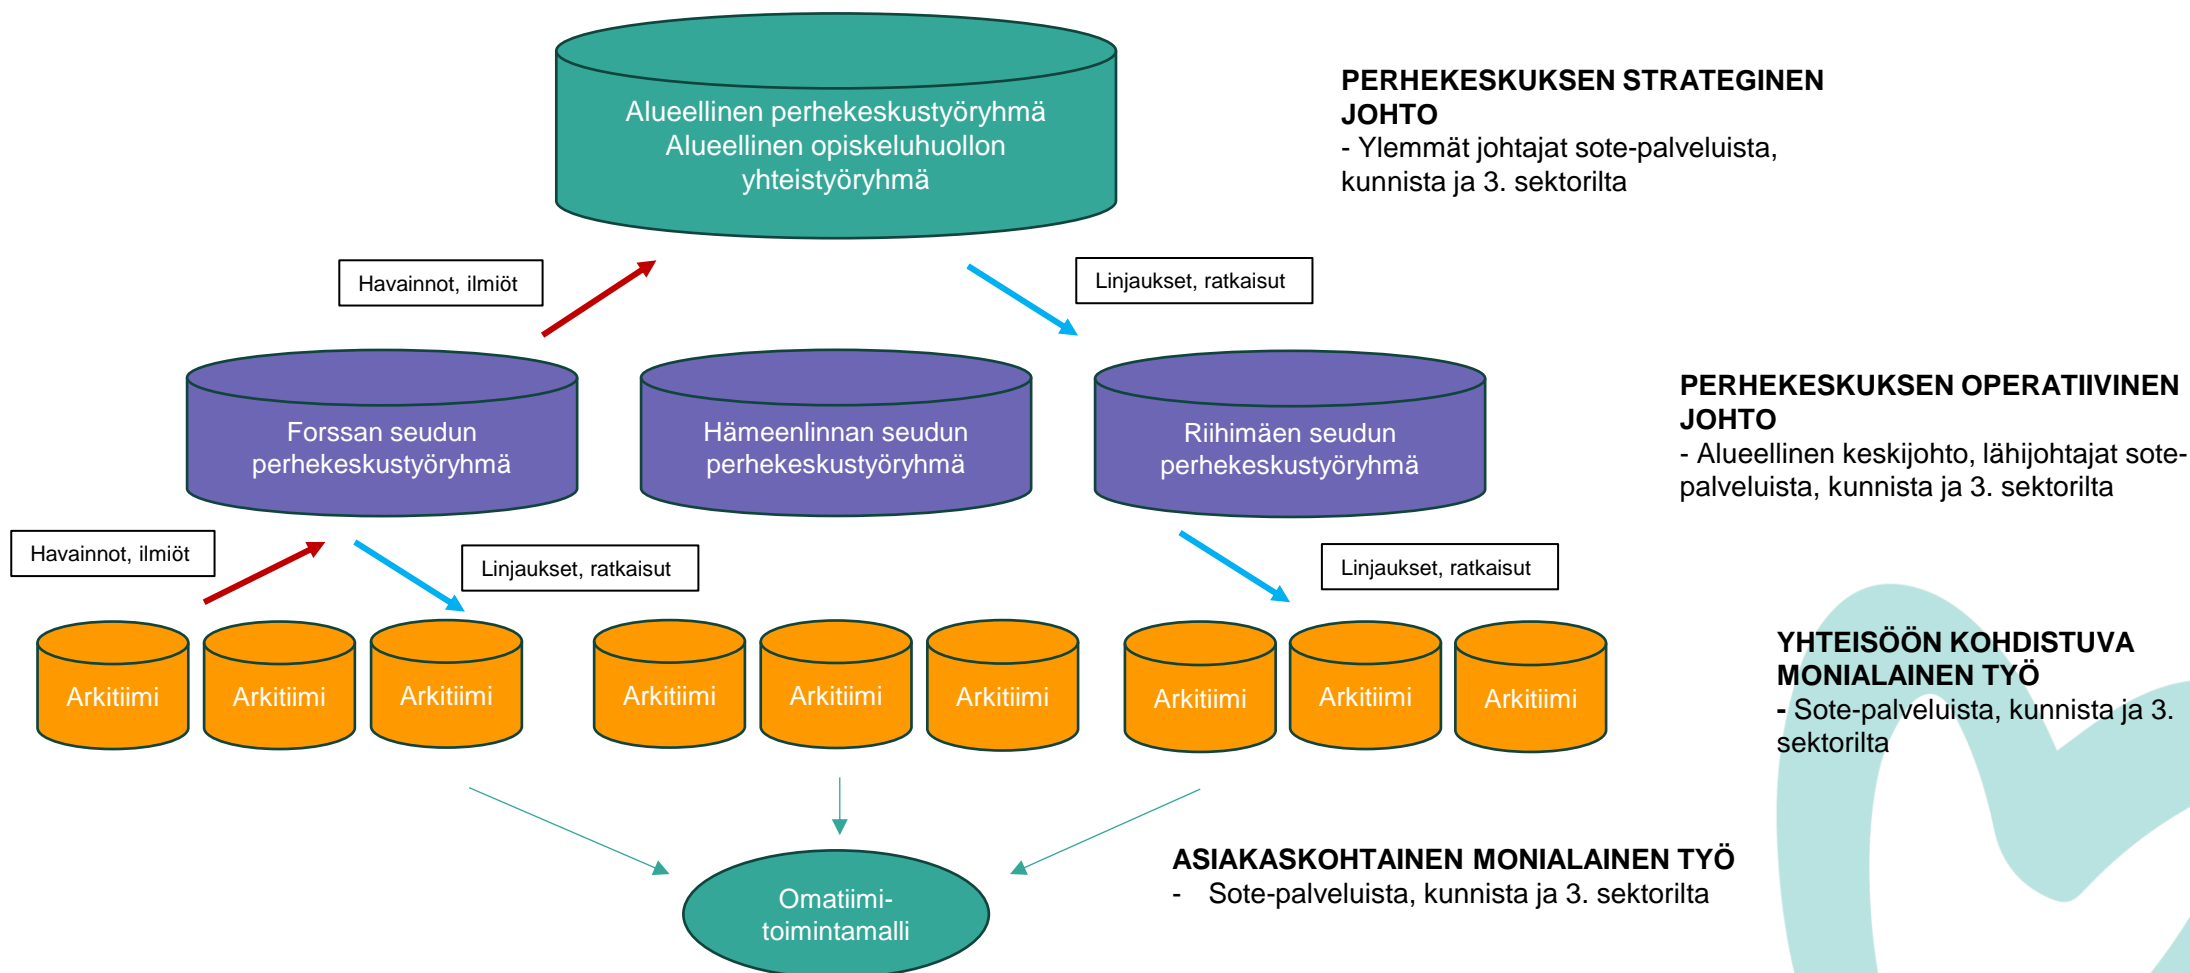 Alueellinen perhekeskustyöryhmä
Alueellinen opiskeluhuollon
yhteistyöryhmä
PERHEKESKUKSEN STRATEGINEN
JOHTO
- Ylemmät johtajat sote-palveluista,
kunnista ja 3. sektorilta
Havainnot, ilmiöt
Linjaukset, ratkaisut
Forssan seudun
perhekeskustyöryhmä
Hämeenlinnan seudun
perhekeskustyöryhmä
Riihimäen seudun
perhekeskustyöryhmä
PERHEKESKUKSEN OPERATIIVINEN
JOHTO
- Alueellinen keskijohto, lähijohtajat sote-
palveluista, kunnista ja 3. sektorilta
Havainnot, ilmiöt
Linjaukset, ratkaisut
Linjaukset, ratkaisut
Arkitiimi
Arkitiimi
Arkitiimi
Arkitiimi
Arkitiimi
Arkitiimi
Arkitiimi
Arkitiimi
Arkitiimi
YHTEISÖÖN KOHDISTUVA
MONIALAINEN TYÖ
- Sote-palveluista, kunnista ja 3.
sektorilta
Omatiimi-
toimintamalli
ASIAKASKOHTAINEN MONIALAINEN TYÖ
- Sote-palveluista, kunnista ja 3. sektorilta